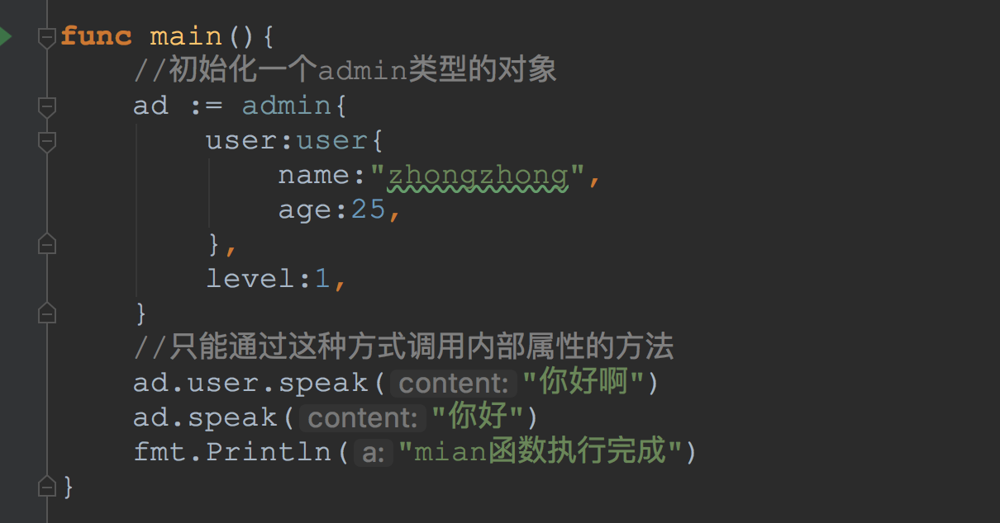 func main(){
//初始化一个admin类型的对象
ad := admin{
user:user{
name:"zhongzhong",
age:25,
},
level:1,
}
//只能通过这种方式调用内部属性的方法
ad.user.speak( content: "你好啊")
ad.speak( content: "你好")
fmt.Println( a: "mian函数执行完成")
}